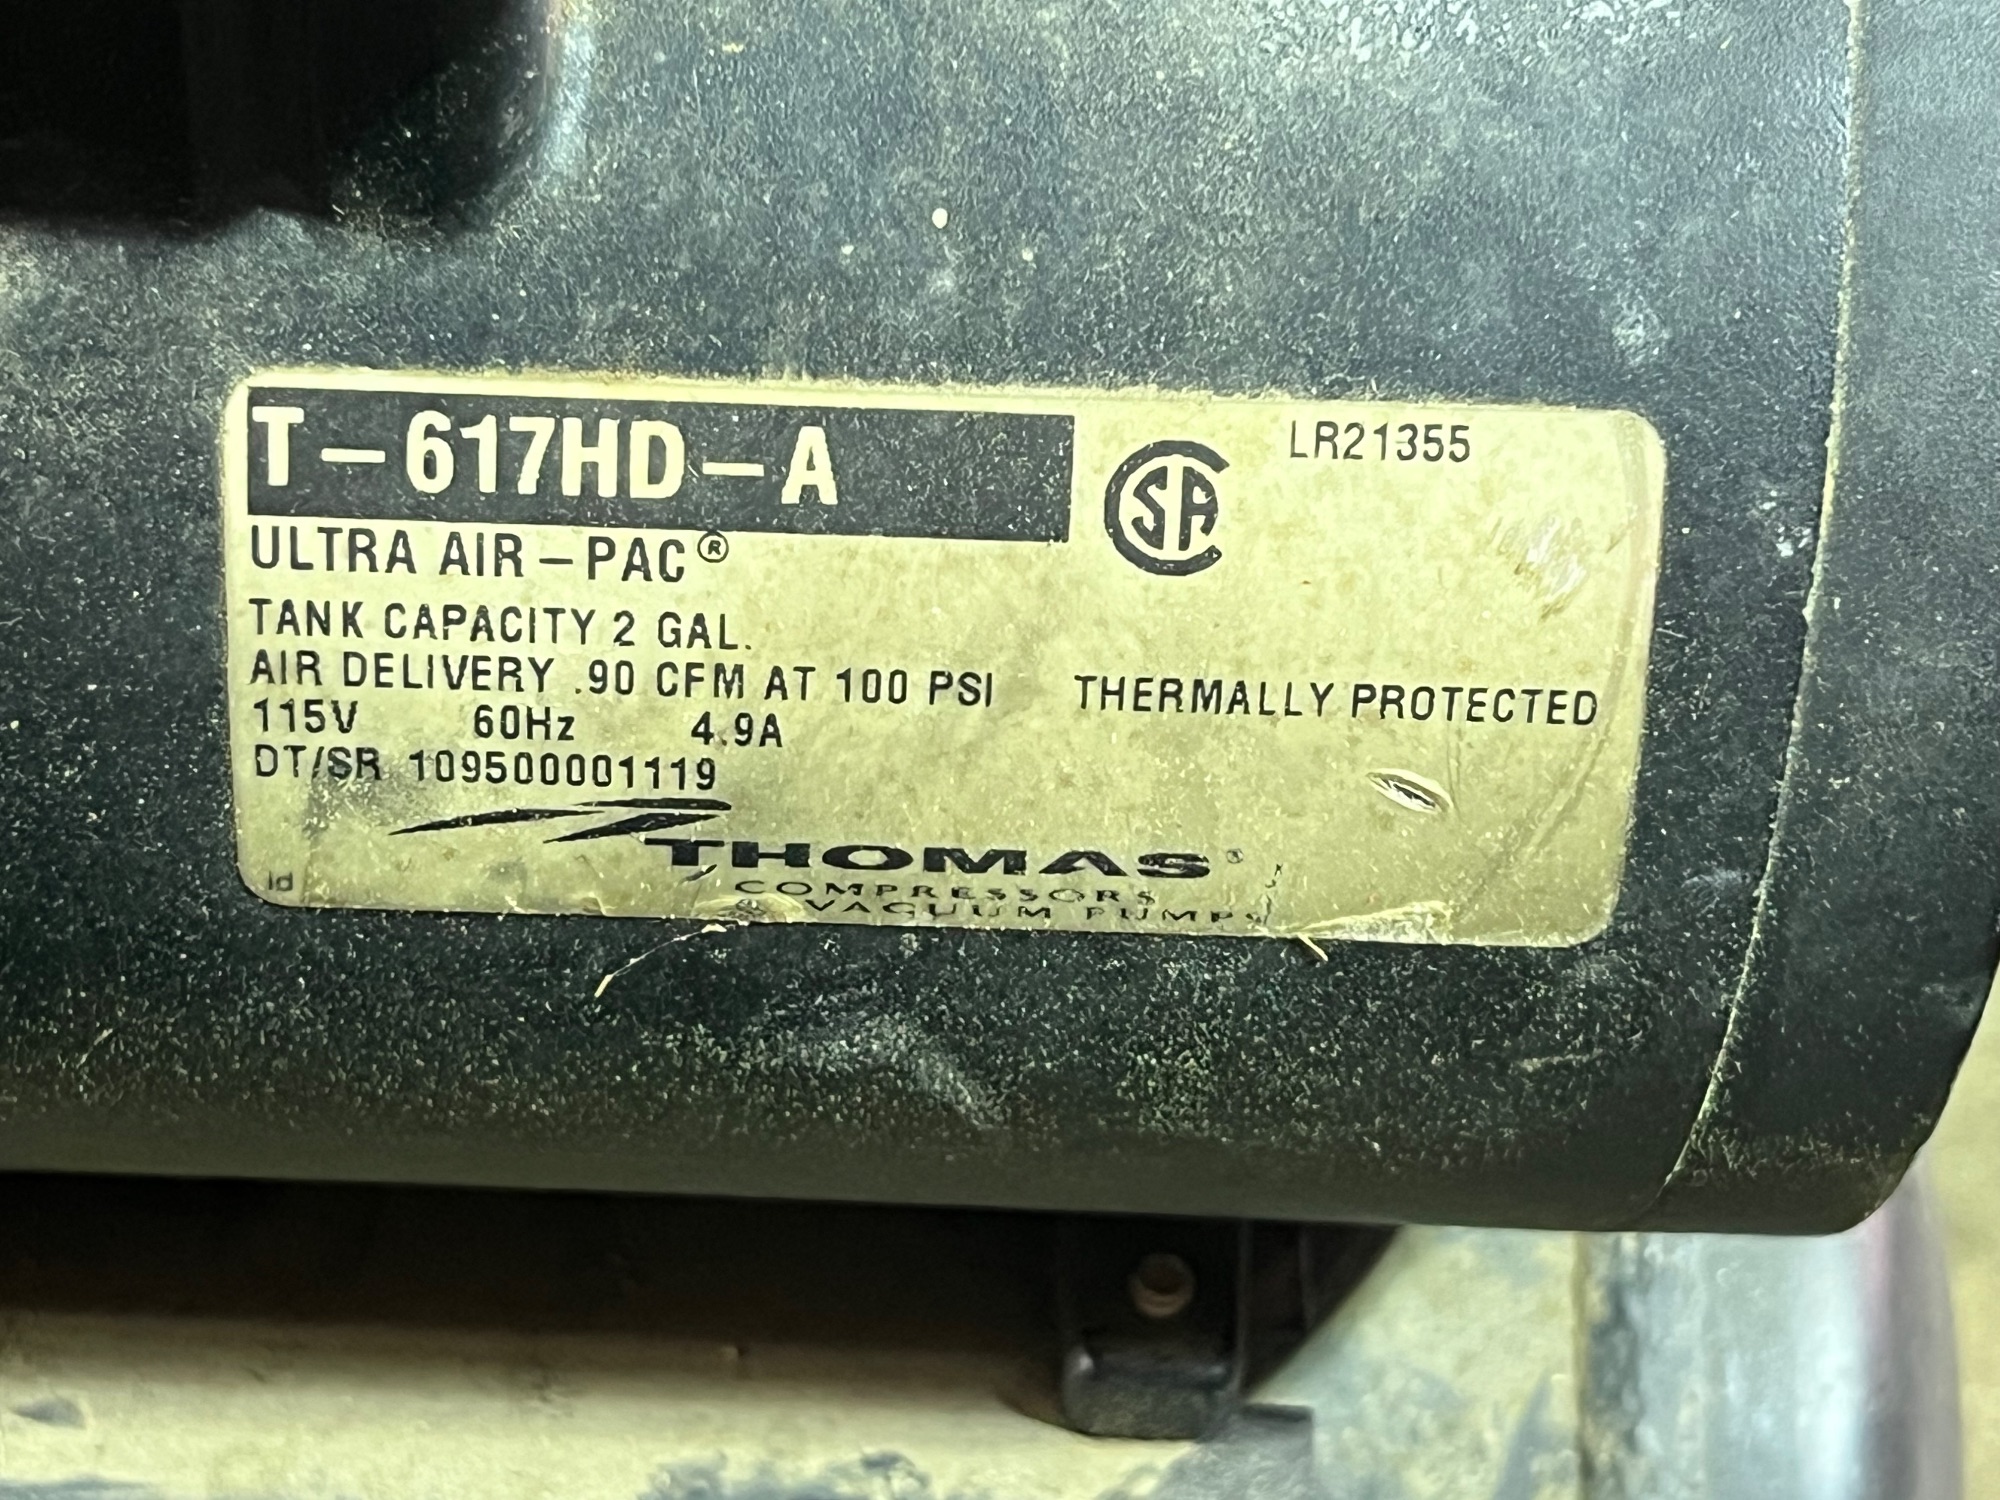 T-617HD-A
LR21355
ULTRA AIR-PAC®
TANK CAPACITY 2 GAL.
AIR DELIVERY .90 CFM AT 100 PSI
THERMALLY PROTECTED
115V 60Hz 4.9A
DT/SR 109500001119
THOMAS®
COMPRESSORS
& VACUUM PUMPS
ld